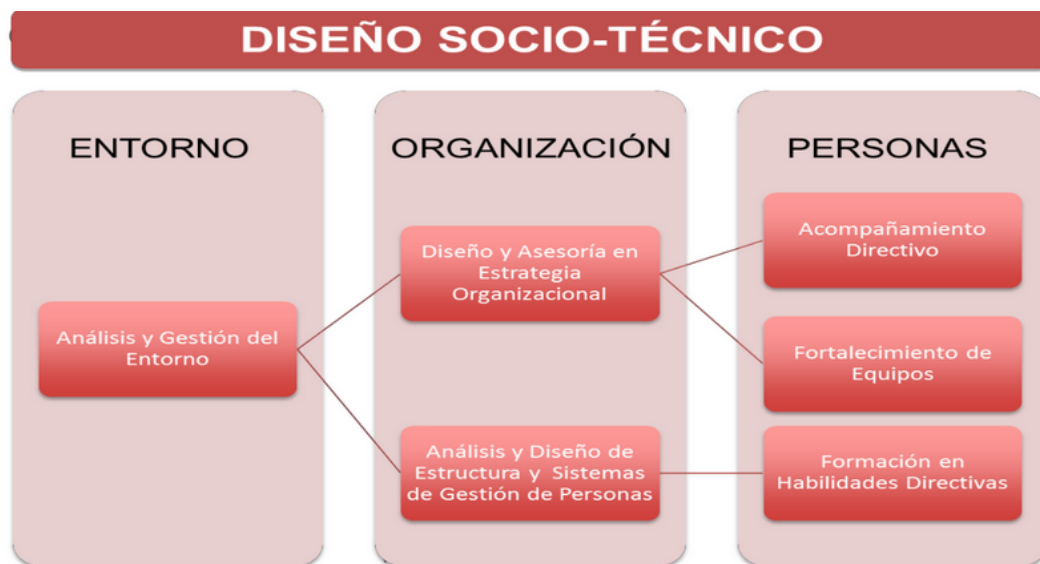 DISEÑO SOCIO-TÉCNICO
ENTORNO
Análisis y Gestión del
Entorno
ORGANIZACIÓN
Diseño y Asesoría en
Estrategia
Organizacional
Análisis y Diseño de
Estructura y Sistemas
de Gestión de Personas
PERSONAS
Acompañamiento
Directivo
Fortalecimiento de
Equipos
Formación en
Habilidades Directivas